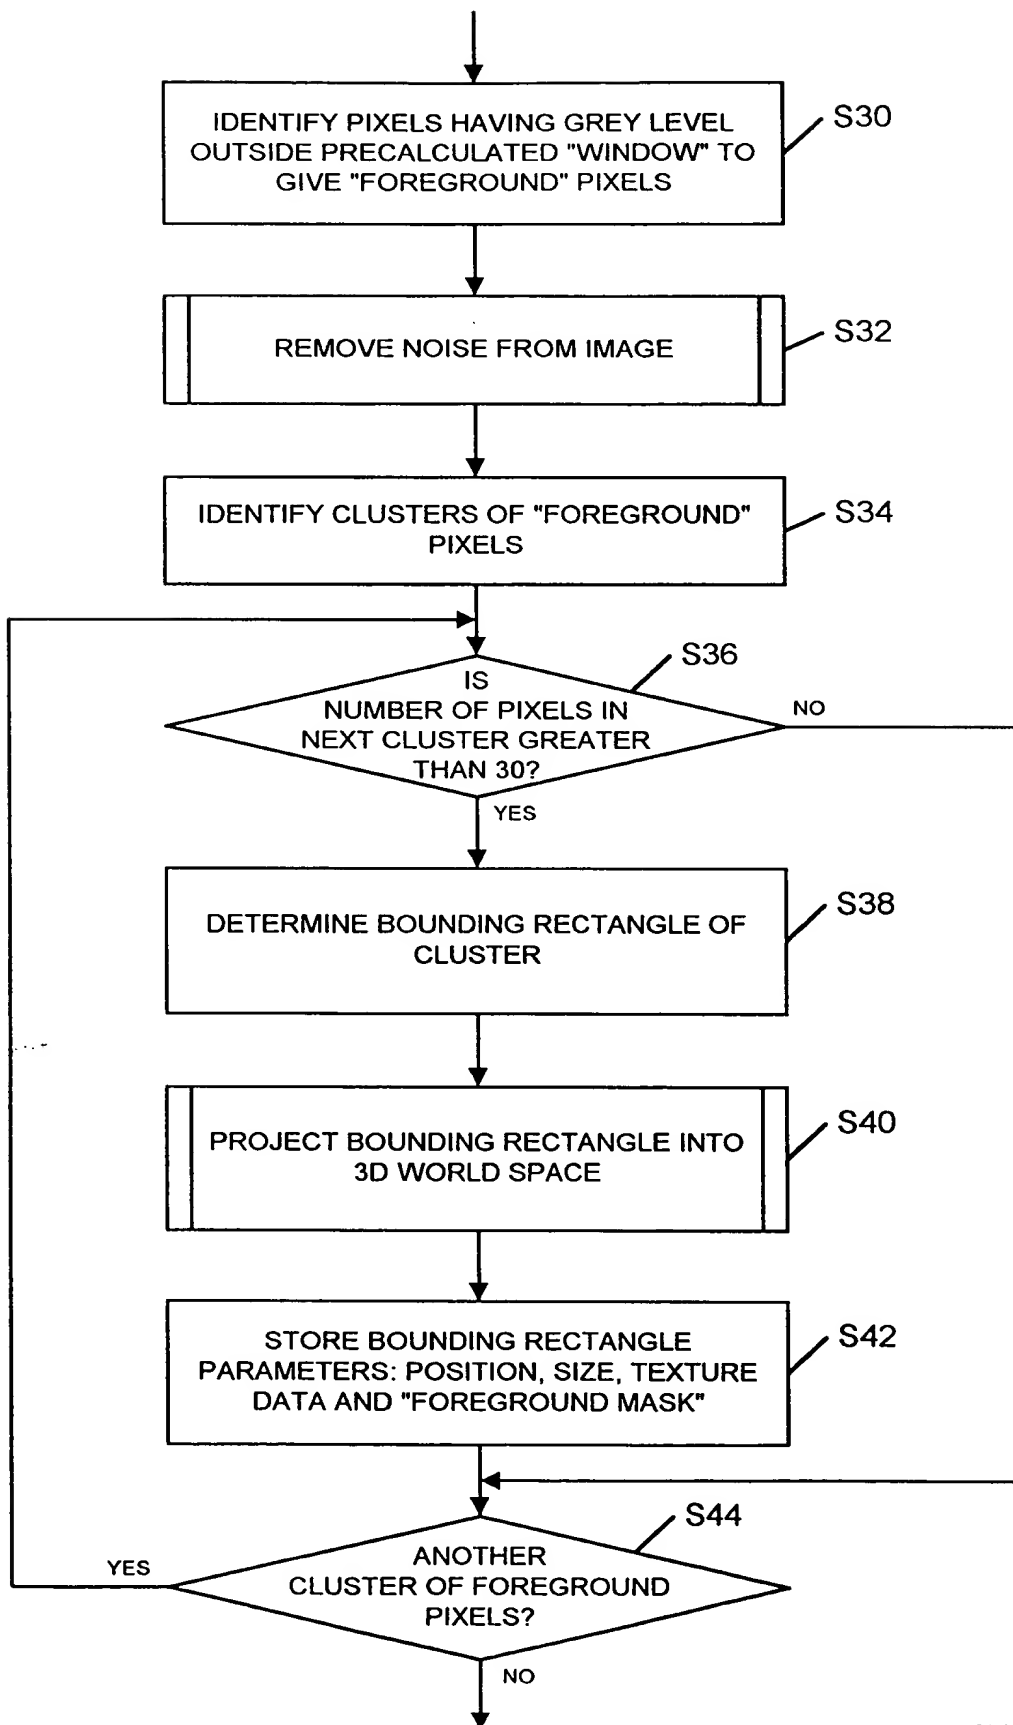 IDENTIFY PIXELS HAVING GREY LEVEL
OUTSIDE PRECALCULATED "WINDOW" TO
GIVE "FOREGROUND" PIXELS
S30
REMOVE NOISE FROM IMAGE
S32
IDENTIFY CLUSTERS OF "FOREGROUND"
PIXELS
S34
S36
IS
NUMBER OF PIXELS IN
NEXT CLUSTER GREATER
THAN 30?
NO
YES
DETERMINE BOUNDING RECTANGLE OF
CLUSTER
S38
PROJECT BOUNDING RECTANGLE INTO
3D WORLD SPACE
S40
STORE BOUNDING RECTANGLE
PARAMETERS: POSITION, SIZE, TEXTURE
DATA AND "FOREGROUND MASK"
S42
S44
YES
ANOTHER
CLUSTER OF FOREGROUND
PIXELS?
NO